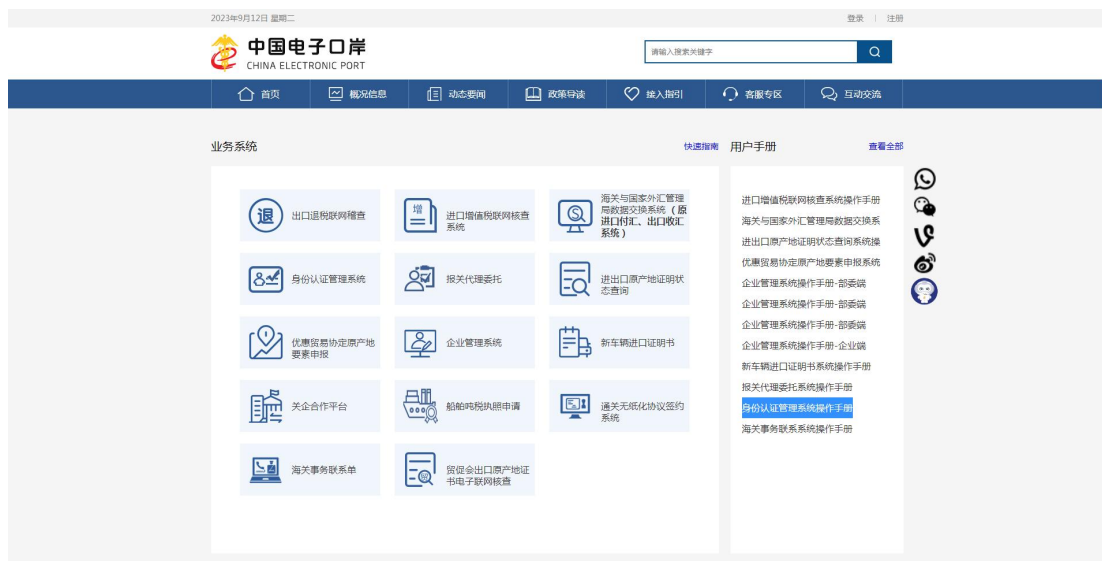 2023年9月12日 星期二
登录 | 注册
中国电子口岸
CHINA ELECTRONIC PORT
请输入搜索关键字
首页
概况信息
动态要闻
政策导读
接入指引
客服专区
互动交流
业务系统
快速指南
用户手册
查看全部
退
出口退税联网稽查
增
进口增值税联网核查
系统
海关与国家外汇管理
局数据交换系统（原
进口付汇、出口收汇
系统）
身份认证管理系统
报关代理委托
进出口原产地证明状
态查询
优惠贸易协定原产地
要素申报
企业管理系统
新车辆进口证明书
关企合作平台
船舶吨税执照申请
通关无纸化协议签约
系统
海关事务联系单
贸促会出口原产地证
书电子联网核查
进口增值税联网核查系统操作手册
海关与国家外汇管理局数据交换系
进出口原产地证明状态查询系统操
优惠贸易协定原产地要素申报系统
企业管理系统操作手册-部委端
企业管理系统操作手册-部委端
企业管理系统操作手册-部委端
企业管理系统操作手册-企业端
新车辆进口证明书系统操作手册
报关代理委托系统操作手册
身份认证管理系统操作手册
海关事务联系系统操作手册